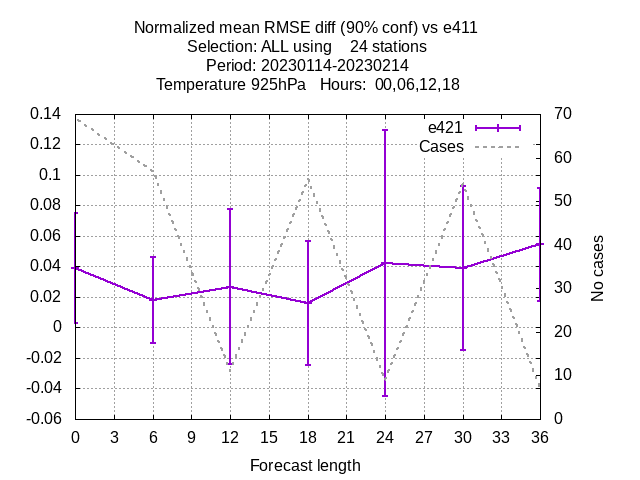 Normalized mean RMSE diff (90% conf) vs e411
Selection: ALL using    24 stations
Period: 20230114-20230214
Temperature 925hPa   Hours:  00,06,12,18
0.14
0.12
0.1
0.08
0.06
0.04
0.02
0
-0.02
-0.04
-0.06
e421
Cases
70
60
50
40
30
20
10
0
No cases
0 3 6 9 12 15 18 21 24 27 30 33 36
Forecast length